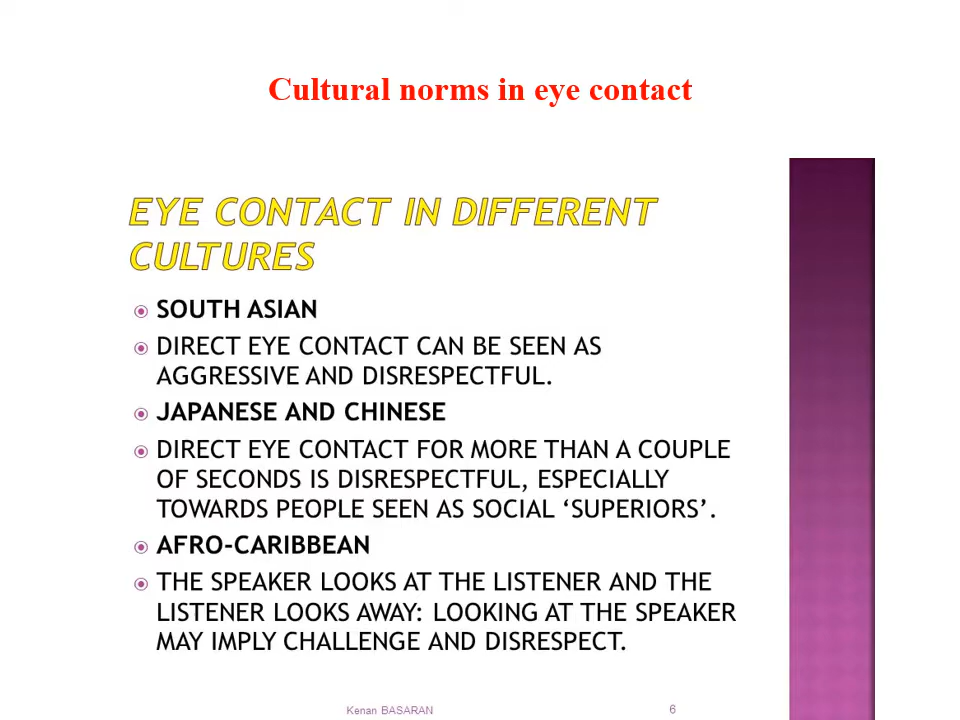 Cultural norms in eye contact
EYE CONTACT IN DIFFERENT
CULTURES
SOUTH ASIAN
DIRECT EYE CONTACT CAN BE SEEN AS
AGGRESSIVE AND DISRESPECTFUL.
JAPANESE AND CHINESE
DIRECT EYE CONTACT FOR MORE THAN A COUPLE
OF SECONDS IS DISRESPECTFUL, ESPECIALLY
TOWARDS PEOPLE SEEN AS SOCIAL ‘SUPERIORS’.
AFRO-CARIBBEAN
THE SPEAKER LOOKS AT THE LISTENER AND THE
LISTENER LOOKS AWAY: LOOKING AT THE SPEAKER
MAY IMPLY CHALLENGE AND DISRESPECT.
Kenan BASARAN 6